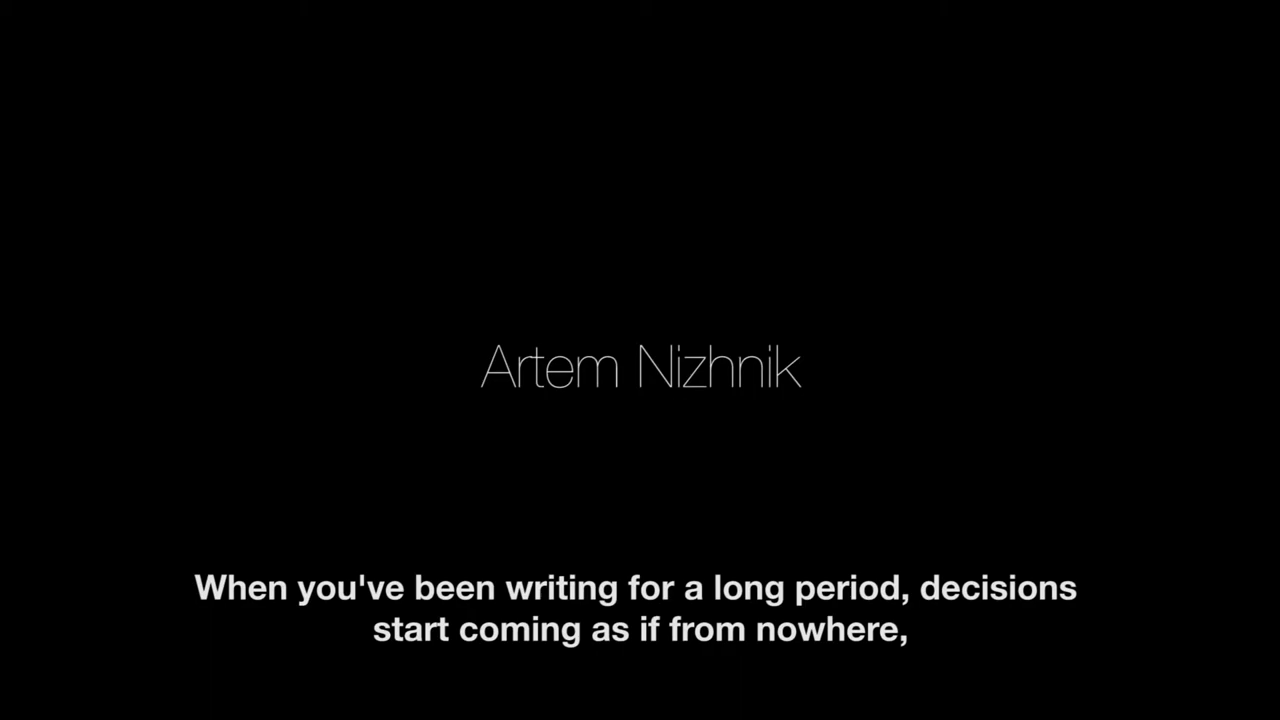 Artem Nizhnik
When you've been writing for a long period, decisions
start coming as if from nowhere,